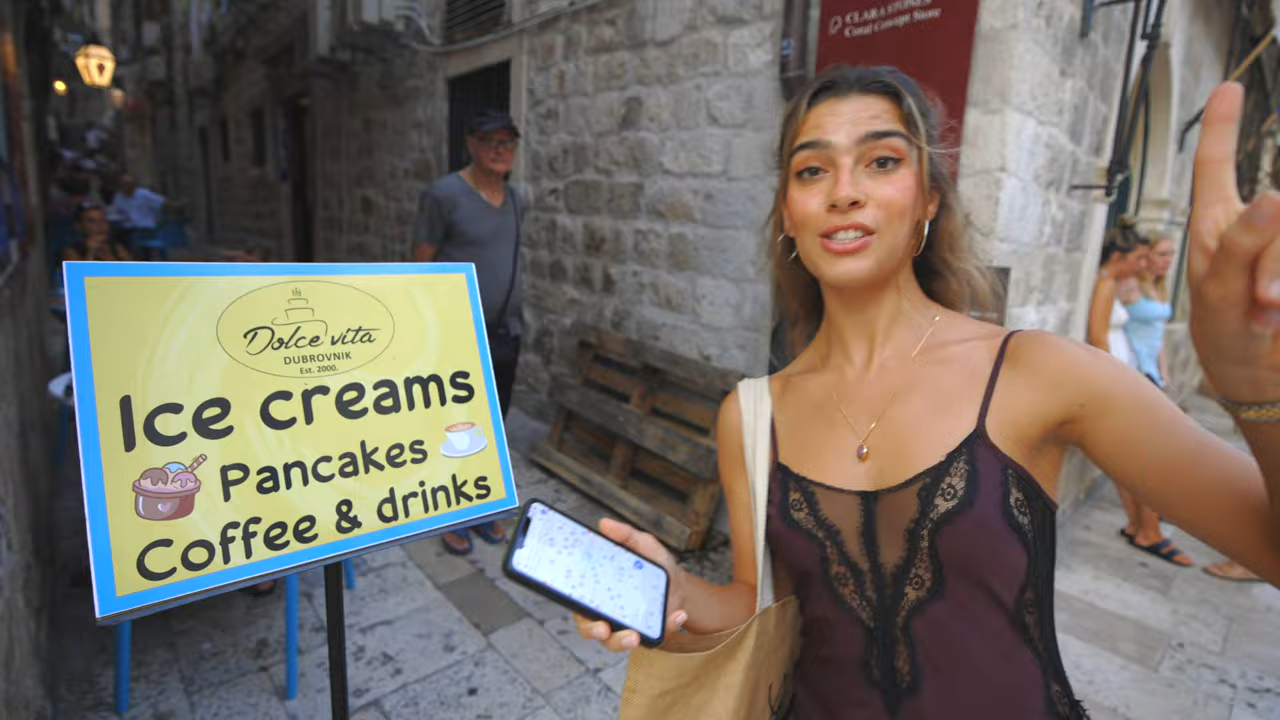 Dolce vita
DUBROVNIK
Est. 2000.
Ice creams
Pancakes
Coffee & drinks
CLARA STONES
Coral Concept Store